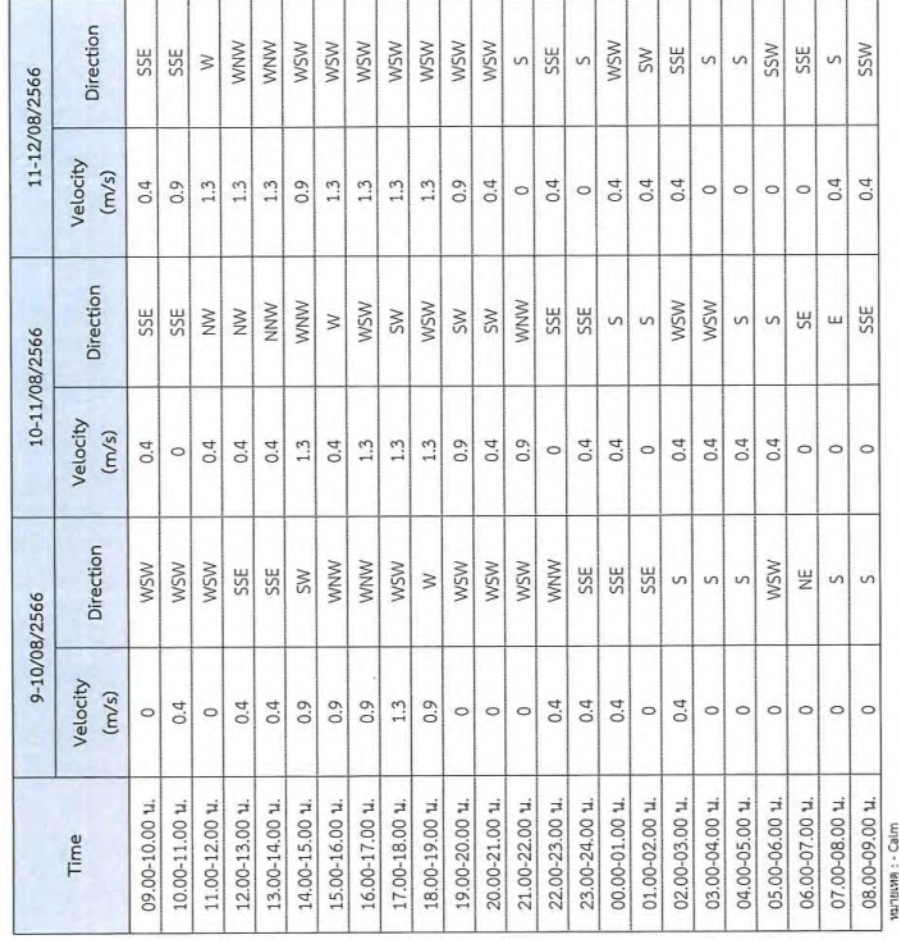 Time 9-10/08/2566 10-11/08/2566 11-12/08/2566
Velocity (m/s) Direction Velocity (m/s) Direction Velocity (m/s) Direction
09.00-10.00 น. 0 WSW 0.4 SSE 0.4 SSE
10.00-11.00 น. 0.4 WSW 0 SSE 0.9 SSE
11.00-12.00 น. 0 WSW 0.4 NW 1.3 W
12.00-13.00 น. 0.4 SSE 0.4 NW 1.3 WNW
13.00-14.00 น. 0.4 SSE 0.4 NNW 1.3 WNW
14.00-15.00 น. 0.9 SW 1.3 WNW 0.9 WSW
15.00-16.00 น. 0.9 WNW 0.4 W 1.3 WSW
16.00-17.00 น. 0.9 WNW 1.3 WSW 1.3 WSW
17.00-18.00 น. 1.3 WSW 1.3 SW 1.3 WSW
18.00-19.00 น. 0.9 W 1.3 WSW 1.3 WSW
19.00-20.00 น. 0 WSW 0.9 SW 0.9 WSW
20.00-21.00 น. 0 WSW 0.4 SW 0.4 WSW
21.00-22.00 น. 0 WSW 0.9 WNW 0 S
22.00-23.00 น. 0.4 WNW 0 SSE 0.4 SSE
23.00-24.00 น. 0.4 SSE 0.4 SSE 0 S
00.00-01.00 น. 0.4 SSE 0.4 S 0.4 WSW
01.00-02.00 น. 0 SSE 0 S 0.4 SW
02.00-03.00 น. 0.4 S 0.4 WSW 0.4 SSE
03.00-04.00 น. 0 S 0.4 WSW 0 S
04.00-05.00 น. 0 S 0.4 S 0 S
05.00-06.00 น. 0 WSW 0.4 S 0 SSW
06.00-07.00 น. 0 NE 0 SE 0 SSE
07.00-08.00 น. 0 S 0 E 0.4 S
08.00-09.00 น. 0 S 0 SSE 0.4 SSW
หมายเหตุ : - Calm